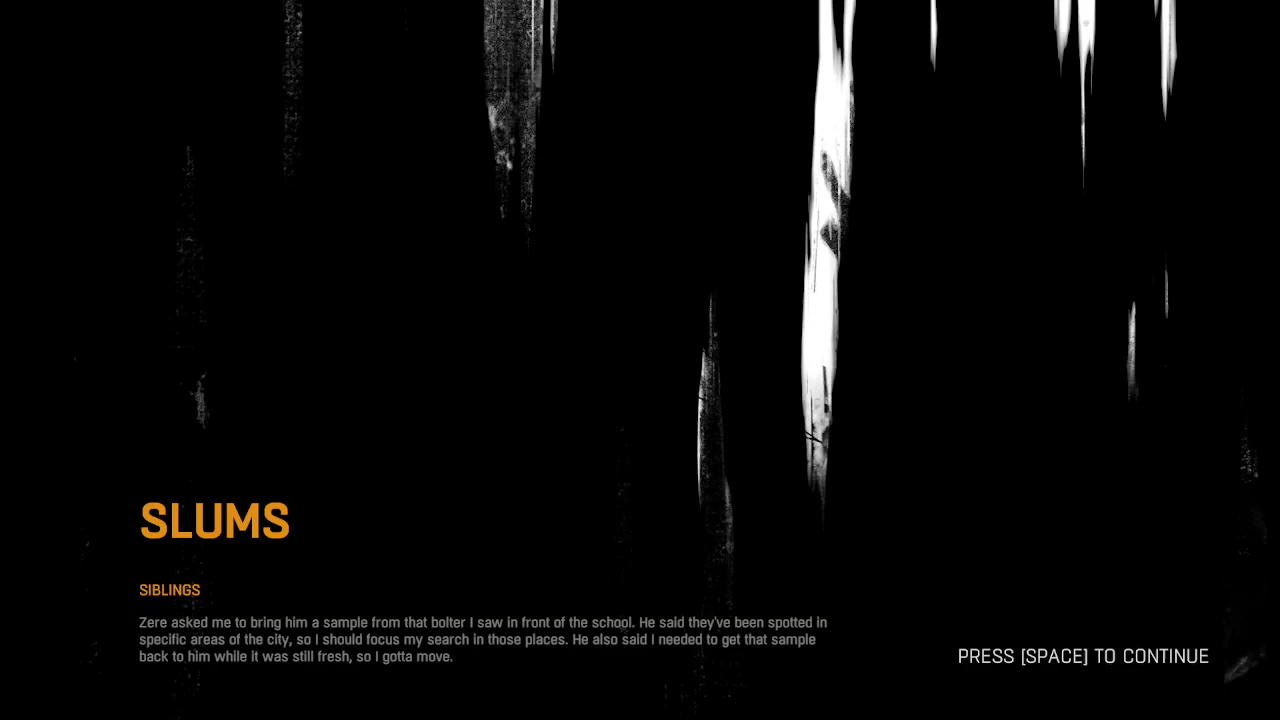 SLUMS
SIBLINGS
Zere asked me to bring him a sample from that bolter I saw in front of the school. He said they've been spotted in
specific areas of the city, so I should focus my search in those places. He also said I needed to get that sample
back to him while it was still fresh, so I gotta move.
PRESS [SPACE] TO CONTINUE